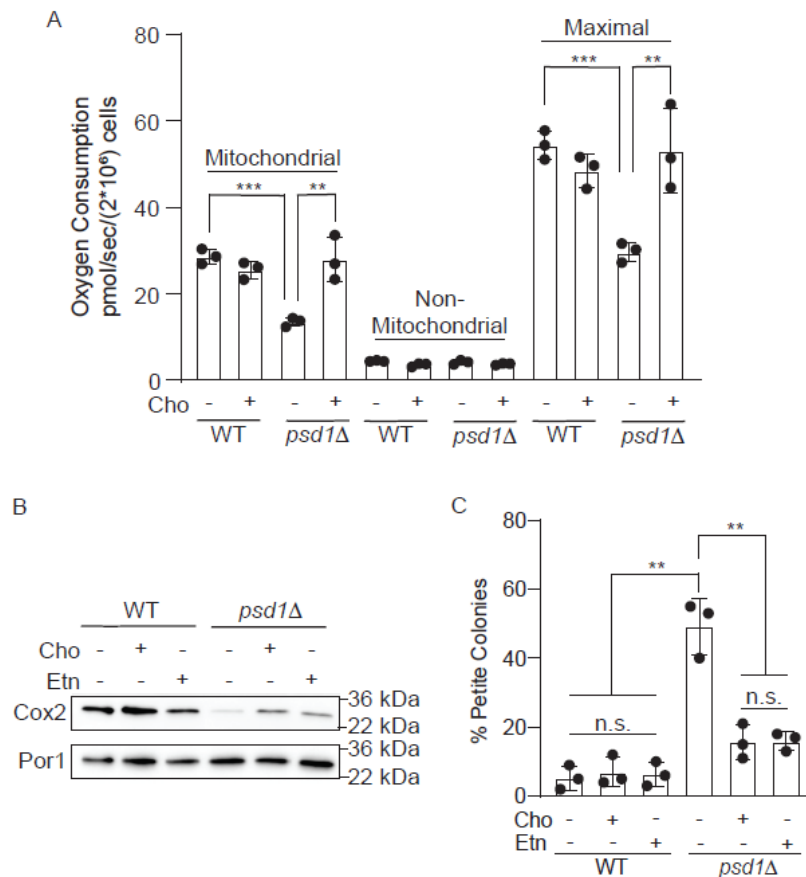 A
Maximal
*** **
80
60
40
20
0
Oxygen Consumption
pmol/sec/(2*10⁶) cells
Mitochondrial
*** **
Non-
Mitochondrial
Cho - + - + - + - + - + - +
WT psd1Δ WT psd1Δ WT psd1Δ
B
WT psd1Δ
Cho - + - - + -
Etn - - + - - +
Cox2
36 kDa
22 kDa
Por1
36 kDa
22 kDa
C
80
60
40
20
0
% Petite Colonies
** **
n.s. n.s.
Cho - + - - + -
Etn - - + - - +
WT psd1Δ